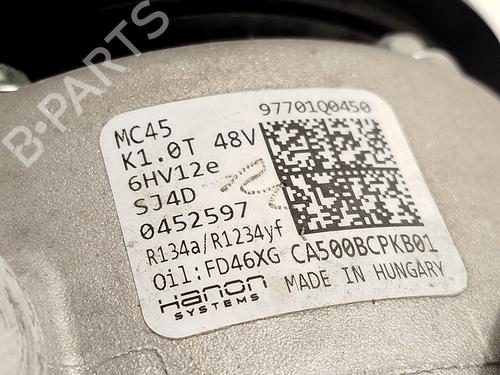 B-PARTS
97701Q0450
MC45
K1.0T 48V
6HV12e
SJ4D
0452597
R134a/R1234yf
Oil:FD46XG CA500BCPKB01
Hanon
SYSTEMS
MADE IN HUNGARY